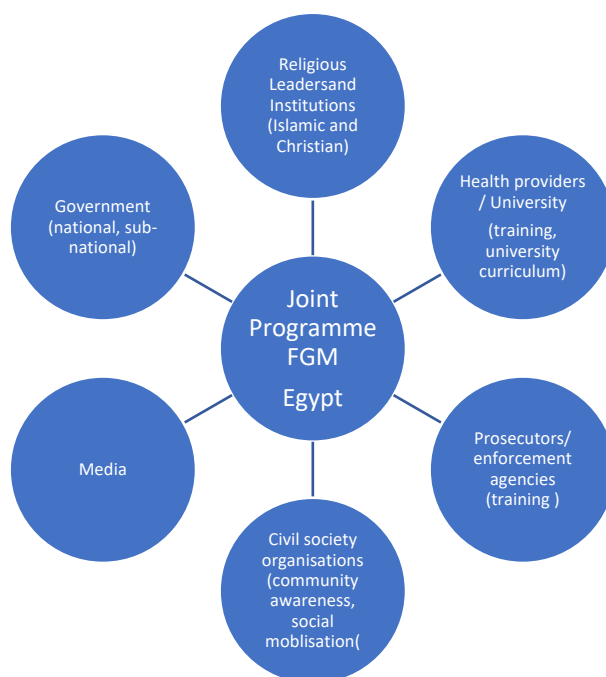 Religious
Leadersand
Institutions
(Islamic and
Christian)
Health providers
/ University
(training,
university
curriculum)
Government
(national, sub-
national)
Joint
Programme
FGM
Egypt
Prosecutors/
enforcement
agencies
(training )
Media
Civil society
organisations
(community
awareness,
social
moblisation(